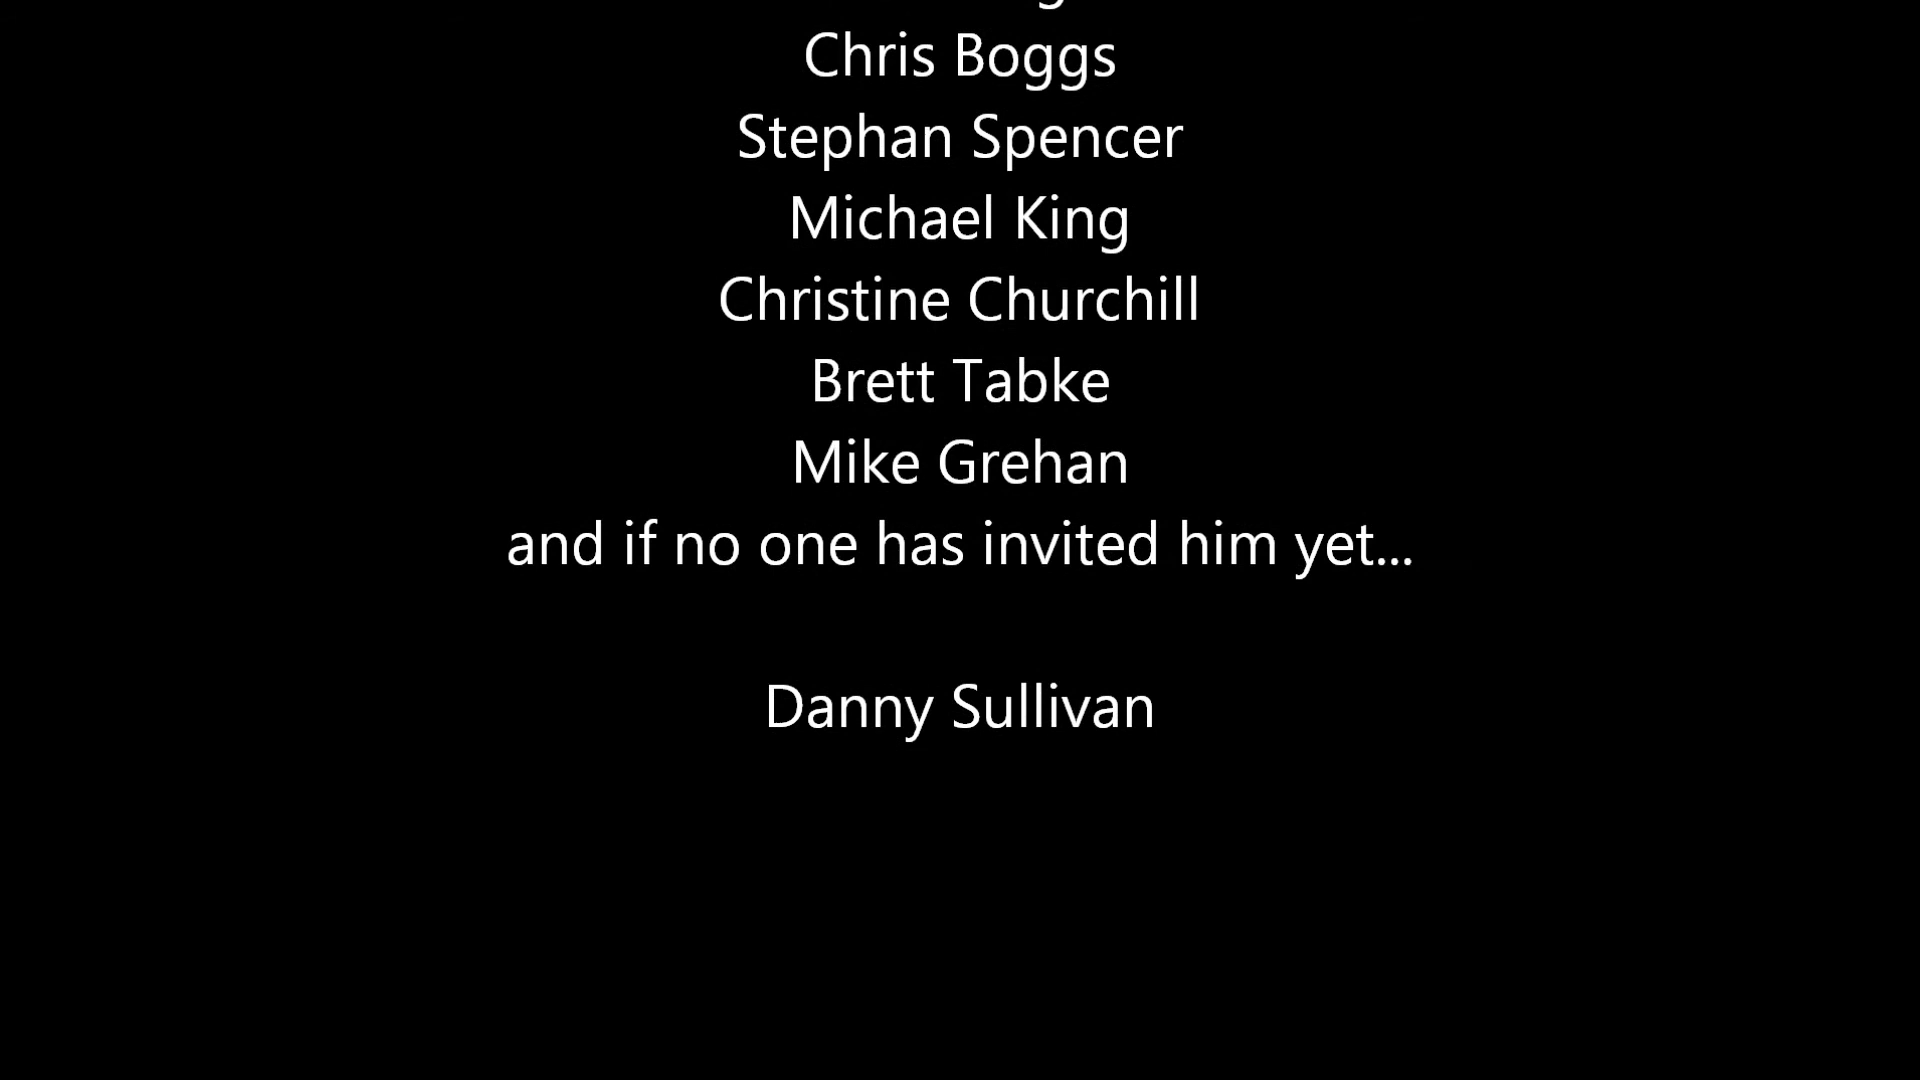 Chris Boggs
Stephan Spencer
Michael King
Christine Churchill
Brett Tabke
Mike Grehan
and if no one has invited him yet...
Danny Sullivan